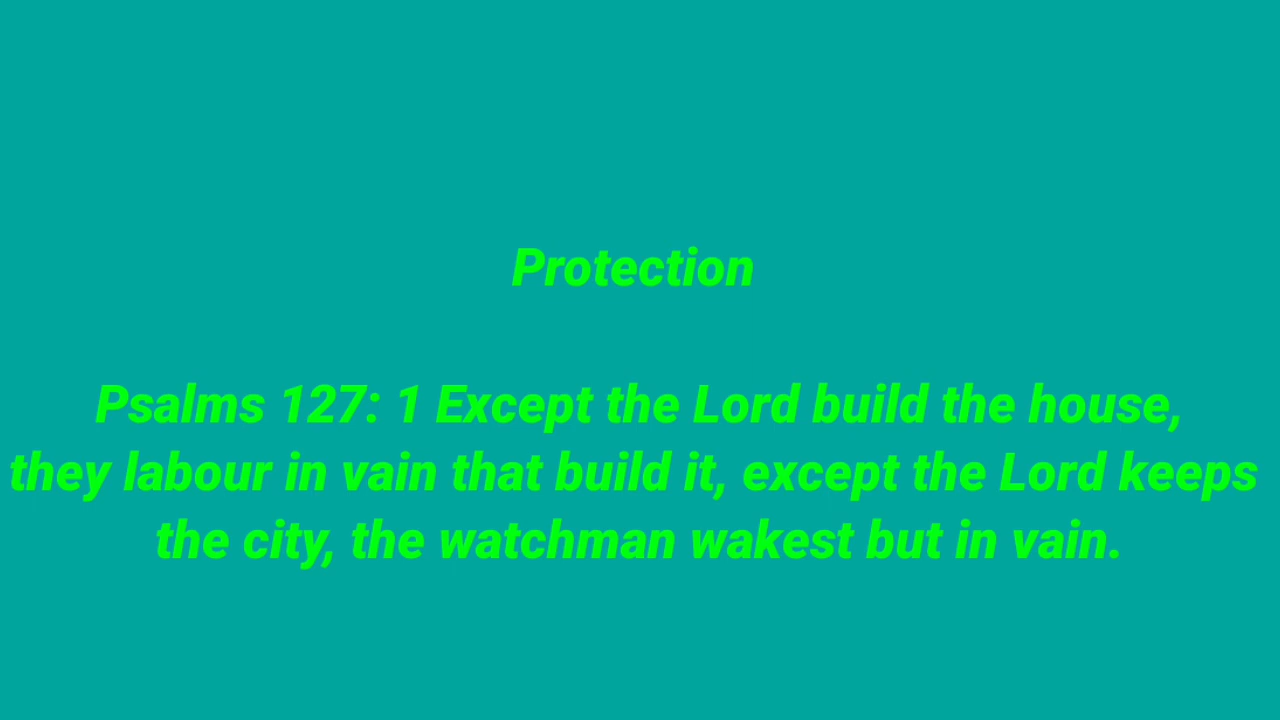 Protection
Psalms 127: 1 Except the Lord build the house,
they labour in vain that build it, except the Lord keeps
the city, the watchman wakest but in vain.